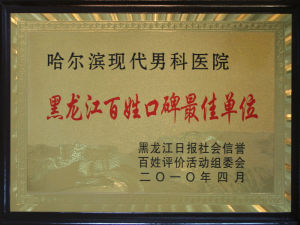 哈尔滨现代男科医院
黑龙江百姓口碑最佳单位
黑龙江日报社会信誉
百姓评价活动组委会
二〇一〇年四月